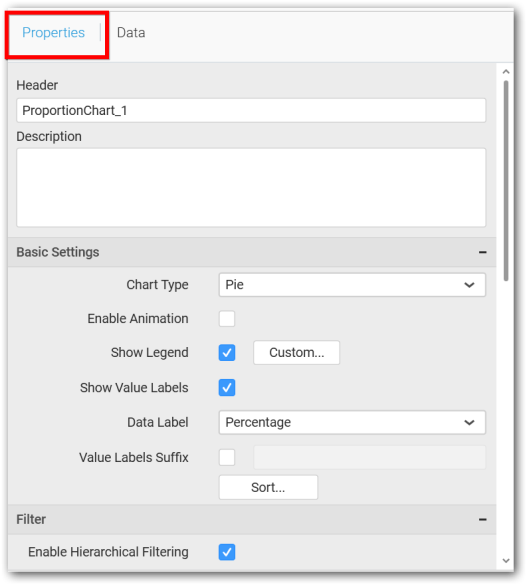 Properties Data
Header
ProportionChart_1
Description
Basic Settings
Chart Type Pie
Enable Animation
Show Legend Custom...
Show Value Labels
Data Label Percentage
Value Labels Suffix
Sort...
Filter
Enable Hierarchical Filtering